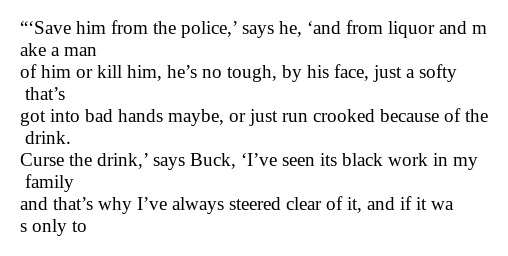 “‘Save him from the police,’ says he, ‘and from liquor and m
ake a man
of him or kill him, he’s no tough, by his face, just a softy
that’s
got into bad hands maybe, or just run crooked because of the
drink.
Curse the drink,’ says Buck, ‘I’ve seen its black work in my
family
and that’s why I’ve always steered clear of it, and if it wa
s only to